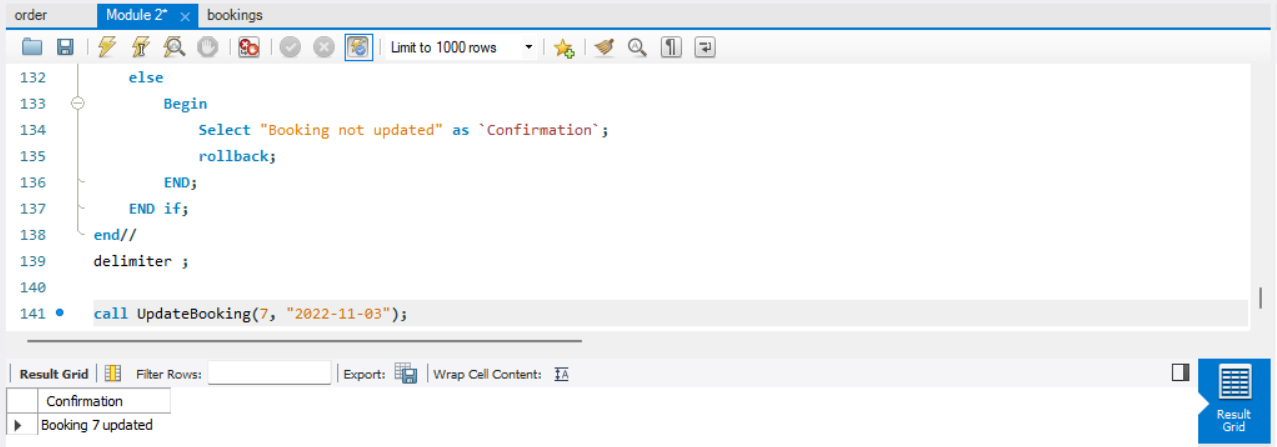 order Module 2* × bookings
Limit to 1000 rows
132 else
133 Begin
134 Select "Booking not updated" as `Confirmation`;
135 rollback;
136 END;
137 END if;
138 end//
139 delimiter ;
140
141 call UpdateBooking(7, "2022-11-03");
Result Grid Filter Rows: Export: Wrap Cell Content: IA
Confirmation
Booking 7 updated
Result
Grid